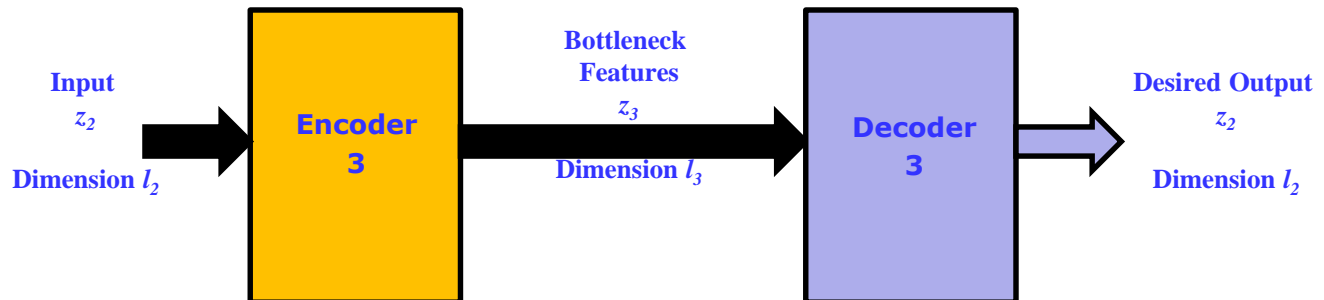 Input
z₂
Dimension l₂
Encoder
3
Bottleneck
Features
z₃
Dimension l₃
Decoder
3
Desired Output
z₂
Dimension l₂